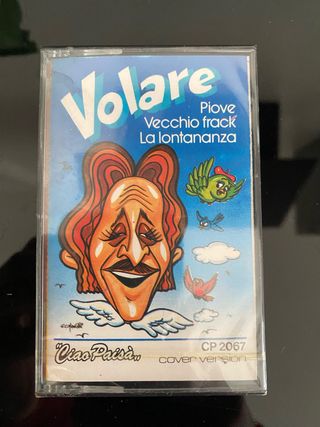 Volare
Piove
Vecchio frack
La lontananza
"Ciao Paisà"
CP 2067
cover version